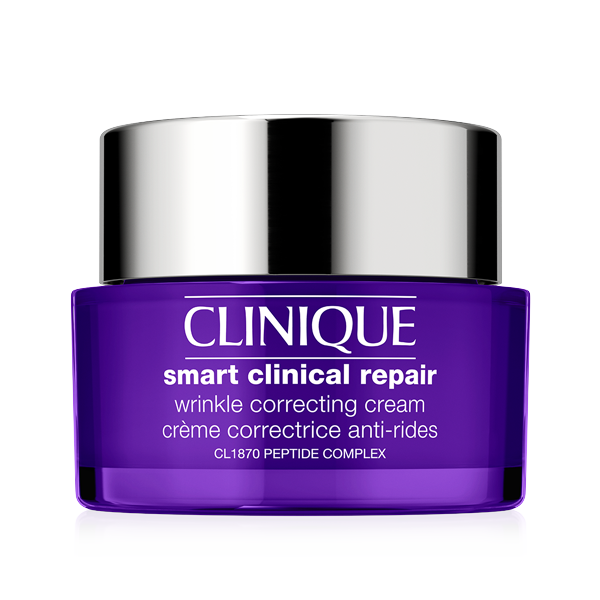 CLINIQUE
smart clinical repair
wrinkle correcting cream
crème correctrice anti-rides
CL1870 PEPTIDE COMPLEX